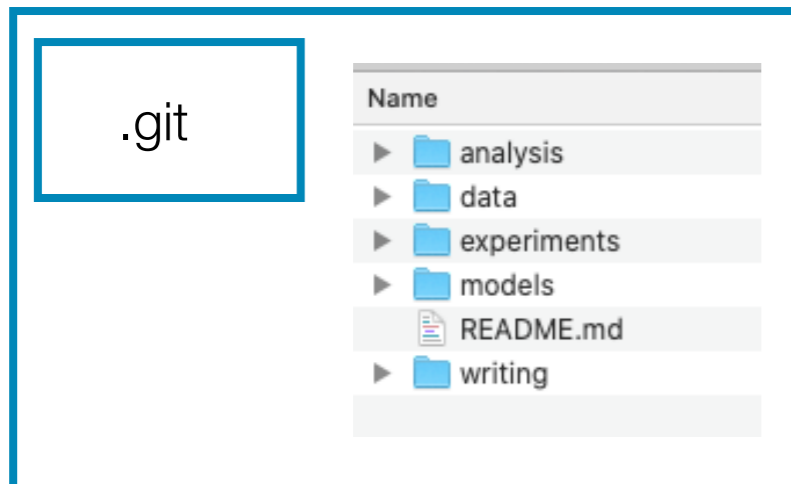 .git
Name
analysis
data
experiments
models
README.md
writing